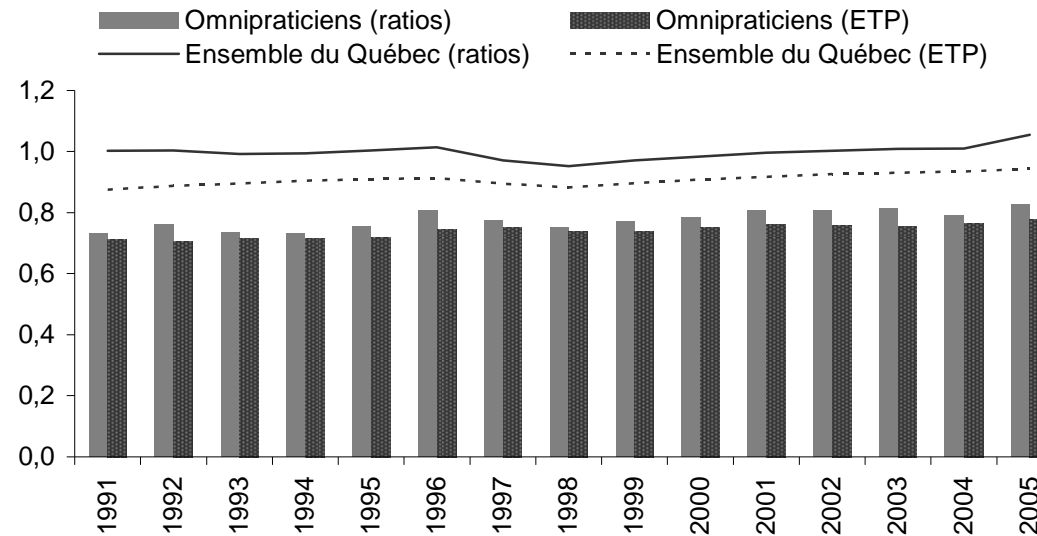 Omnipraticiens (ratios) Omnipraticiens (ETP)
Ensemble du Québec (ratios) Ensemble du Québec (ETP)
1,2
1,0
0,8
0,6
0,4
0,2
0,0
1991 1992 1993 1994 1995 1996 1997 1998 1999 2000 2001 2002 2003 2004 2005